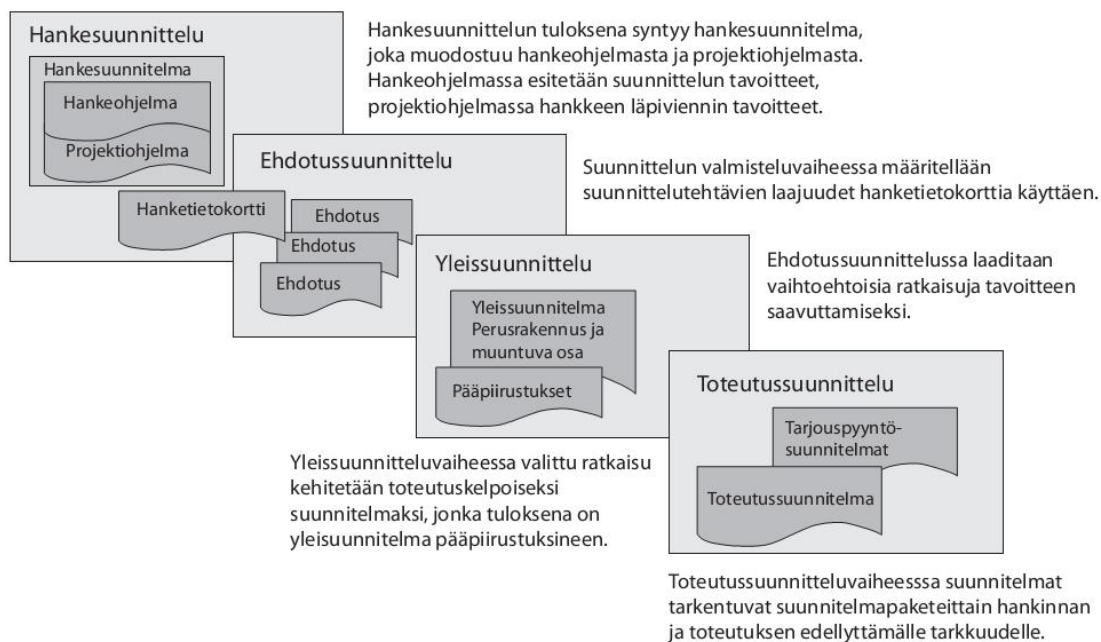 Hankesuunnittelu
Hankesuunnitelma
Hankeohjelma
Projektiohjelma
Hankesuunnittelun tuloksena syntyy hankesuunnitelma,
joka muodostuu hankeohjelmasta ja projektiohjelmasta.
Hankeohjelmassa esitetään suunnittelun tavoitteet,
projektiohjelmassa hankkeen läpiviennin tavoitteet.
Hanketietokortti
Ehdotussuunnittelu
Ehdotus
Ehdotus
Ehdotus
Suunnittelun valmisteluvaiheessa määritellään
suunnittelutehtävien laajuudet hanketietokorttia käyttäen.
Yleissuunnittelu
Yleissuunnitelma
Perusrakennus ja
muuntuva osa
Pääpiirustukset
Ehdotussuunnittelussa laaditaan
vaihtoehtoisia ratkaisuja tavoitteen
saavuttamiseksi.
Toteutussuunnittelu
Tarjouspyyntö-
suunnitelmat
Toteutussuunnitelma
Yleissuunnitteluvaiheessa valittu ratkaisu
kehitetään toteutuskelpoiseksi
suunnitelmaksi, jonka tuloksena on
yleisuunnitelma pääpiirustuksineen.
Toteutussuunnitteluvaiheesssa suunnitelmat
tarkentuvat suunnitelmapaketeittain hankinnan
ja toteutuksen edellyttämälle tarkkuudelle.